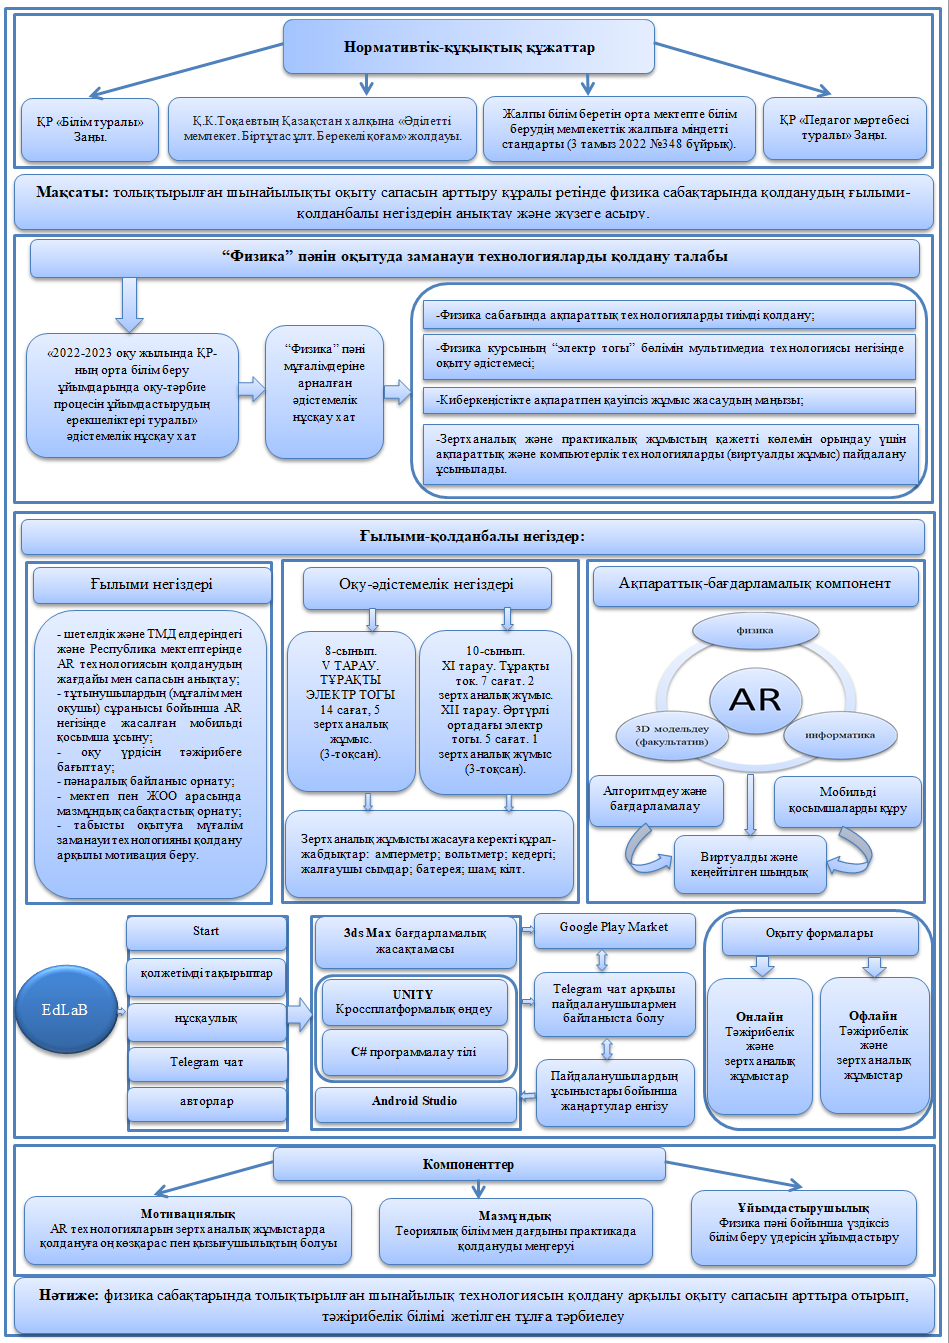 Нормативтік-құқықтық құжаттар
ҚР «Білім туралы»
Заңы.
Қ.К.Тоқаевтың Қазақстан халқына «Әділетті
мемлекет. Біртұтас ұлт. Берекелі қоғам» жолдауы.
Жалпы білім беретін орта мектепте білім
берудің мемлекеттік жалпыға міндетті
стандарты (3 тамыз 2022 №348 бұйрық).
ҚР «Педагог мәртебесі
туралы» Заңы.
Мақсаты: толықтырылған шынайылықты оқыту сапасын арттыру құралы ретінде физика сабақтарында қолданудың ғылыми-
қолданбалы негіздерін анықтау және жүзеге асыру.
“Физика” пәнін оқытуда заманауи технологияларды қолдану талабы
«2022-2023 оқу жылында ҚР-
ның орта білім беру
ұйымдарында оқу-тәрбие
процесін ұйымдастырудың
ерекшеліктері туралы»
әдістемелік нұсқау хат
“Физика” пәні
мұғалімдеріне
арналған
әдістемелік
нұсқау хат
-Физика сабағында ақпараттық технологияларды тиімді қолдану;
-Физика курсының “электр тогы” бөлімін мультимедиа технологиясы негізінде
оқыту әдістемесі;
-Киберкеңістікте ақпаратпен қауіпсіз жұмыс жасаудың маңызы;
-Зертханалық және практикалық жұмыстың қажетті көлемін орындау үшін
ақпараттық және компьютерлік технологияларды (виртуалды жұмыс) пайдалану
ұсынылады.
Ғылыми-қолданбалы негіздер:
Ғылыми негіздері
- шетелдік және ТМД елдеріндегі
және Республика мектептерінде
AR технологиясын қолданудың
жағдайы мен сапасын анықтау;
- тұтынушылардың (мұғалім мен
оқушы) сұранысы бойынша AR
негізінде жасалған мобильді
қосымша ұсыну;
- оқу үрдісін тәжірибеге
бағыттау;
- пәнаралық байланыс орнату;
- мектеп пен ЖОО арасында
мазмұндық сабақтастық орнату;
- табысты оқытуға мұғалім
заманауи технологияны қолдану
арқылы мотивация беру.
Оқу-әдістемелік негіздері
8-сынып.
V ТАРАУ.
ТҰРАҚТЫ
ЭЛЕКТР ТОГЫ
14 сағат, 5
зертханалық
жұмыс.
(3-тоқсан).
10-сынып.
XI тарау. Тұрақты
ток. 7 сағат. 2
зертханалық жұмыс.
XII тарау. Әртүрлі
ортадағы электр
тогы. 5 сағат. 1
зертханалық жұмыс
(3-тоқсан).
Зертханалық жұмысты жасауға керекті құрал-
жабдықтар: амперметр; вольтметр; кедергі;
жалғаушы сымдар; батерея; шам; кілт.
Ақпараттық-бағдарламалық компонент
физика
AR
3D модельдеу
(факультатив)
информатика
Алгоритмдеу және
бағдарламалау
Мобильді
қосымшаларды құру
Виртуалды және
кеңейтілген шындық
EdLaB
Start
қолжетімді тақырыптар
нұсқаулық
Telegram чат
авторлар
3ds Max бағдарламалық
жасақтамасы
UNITY
Кроссплатформалық өңдеу
C# программалау тілі
Android Studio
Google Play Market
Telegram чат арқылы
пайдаланушылармен
байланыста болу
Пайдаланушылардың
ұсыныстары бойынша
жаңартулар енгізу
Оқыту формалары
Онлайн
Тәжірибелік
және
зертханалық
жұмыстар
Офлайн
Тәжірибелік
және
зертханалық
жұмыстар
Компоненттер
Мотивациялық
AR технологияларын зертханалық жұмыстарда
қолдануға оң көзқарас пен қызығушылықтың болуы
Мазмұндық
Теориялық білім мен дағдыны практикада
қолдануды меңгеруі
Ұйымдастырушылық
Физика пәні бойынша үздіксіз
білім беру үдерісін ұйымдастыру
Нәтиже: физика сабақтарында толықтырылған шынайылық технологиясын қолдану арқылы оқыту сапасын арттыра отырып,
тәжірибелік білімі жетілген тұлға тәрбиелеу